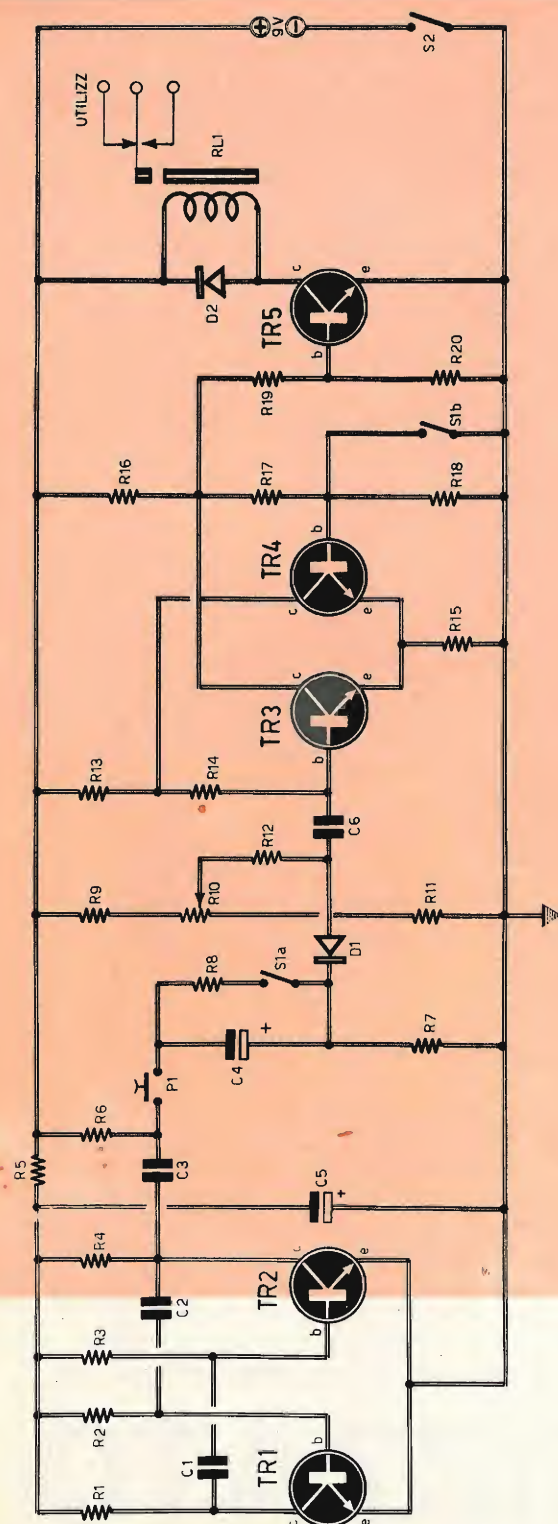 R1
C1
c
e
b
TR1
R2
R3
C2
R4
c
e
b
TR2
R5
C5
+
C3
R6
P1
C4
+
R8
S1a
R7
D1
R9
R10
R11
R12
C6
R13
R14
c
e
b
TR3
c
e
b
TR4
R15
R16
R17
R18
S1b
R19
R20
c
e
b
TR5
D2
RL1
UTILIZZ
+
9V
−
S2